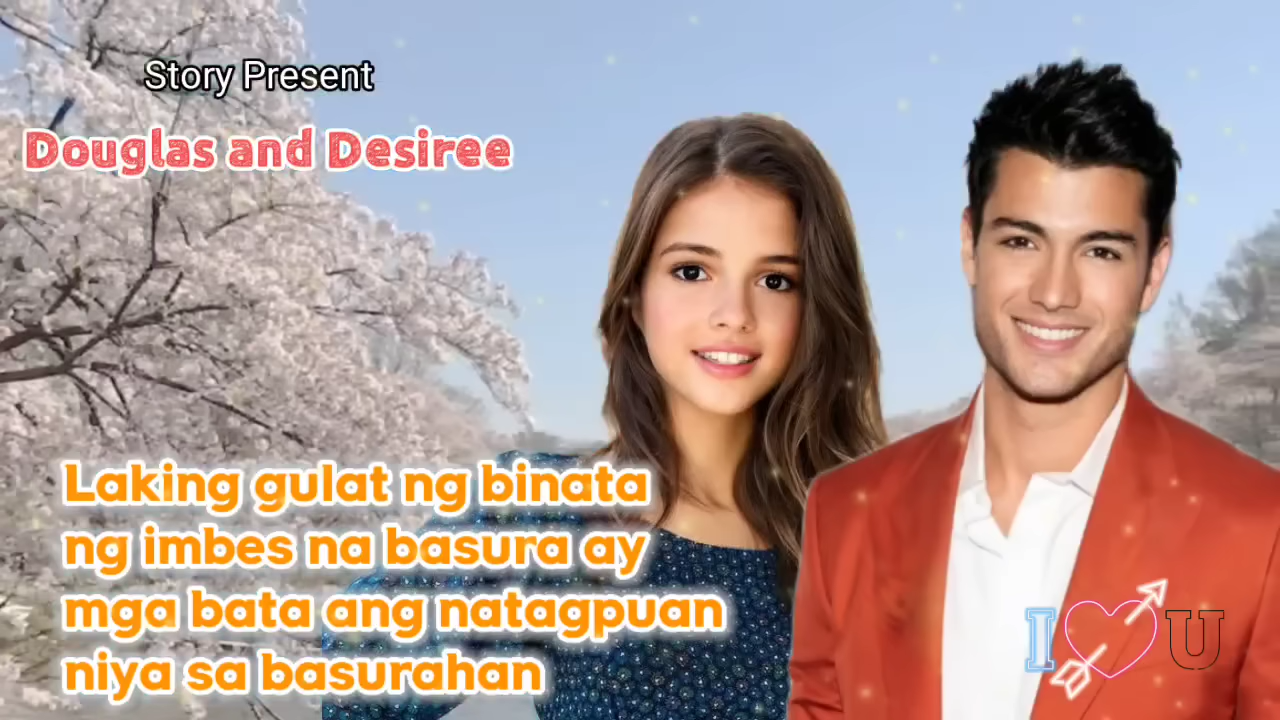 Story Present
Douglas and Desiree
Laking gulat ng binata
ng imbes na basura ay
mga bata ang natagpuan
niya sa basurahan
I U